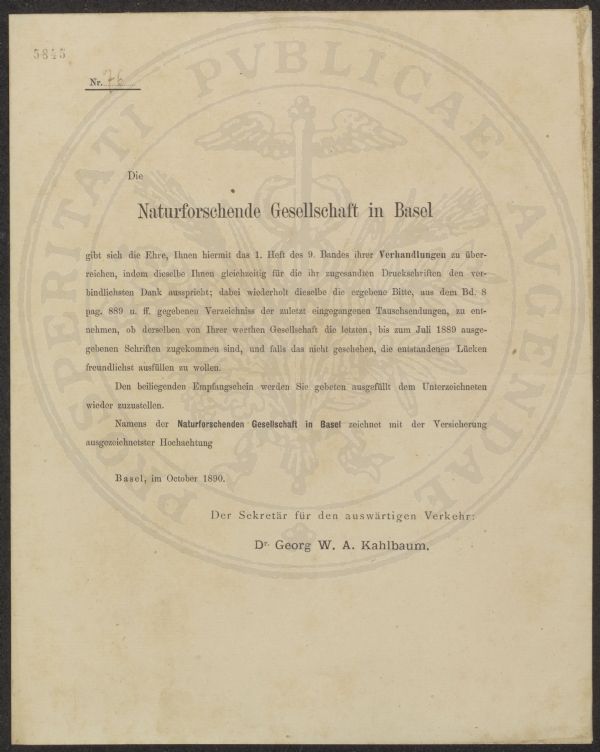 5845
Nr. 76
PROSPERITATI PVBLICAE AVGENDAE
Die
Naturforschende Gesellschaft in Basel
gibt sich die Ehre, Ihnen hiermit das 1. Heft des 9. Bandes ihrer Verhandlungen zu über-
reichen, indem dieselbe Ihnen gleichzeitig für die ihr zugesandten Druckschriften den ver-
bindlichsten Dank ausspricht; dabei wiederholt dieselbe die ergebene Bitte, aus dem Bd. 8
pag. 889 u. ff. gegebenen Verzeichniss der zuletzt eingegangenen Tauschsendungen, zu ent-
nehmen, ob derselben von Ihrer werthen Gesellschaft die letzten, bis zum Juli 1889 ausge-
gebenen Schriften zugekommen sind, und falls das nicht geschehen, die entstandenen Lücken
freundlichst ausfüllen zu wollen.
Den beiliegenden Empfangschein werden Sie gebeten ausgefüllt dem Unterzeichneten
wieder zuzustellen.
Namens der Naturforschenden Gesellschaft in Basel zeichnet mit der Versicherung
ausgezeichnetster Hochachtung
Basel, im October 1890.
Der Sekretär für den auswärtigen Verkehr:
Dr. Georg W. A. Kahlbaum.